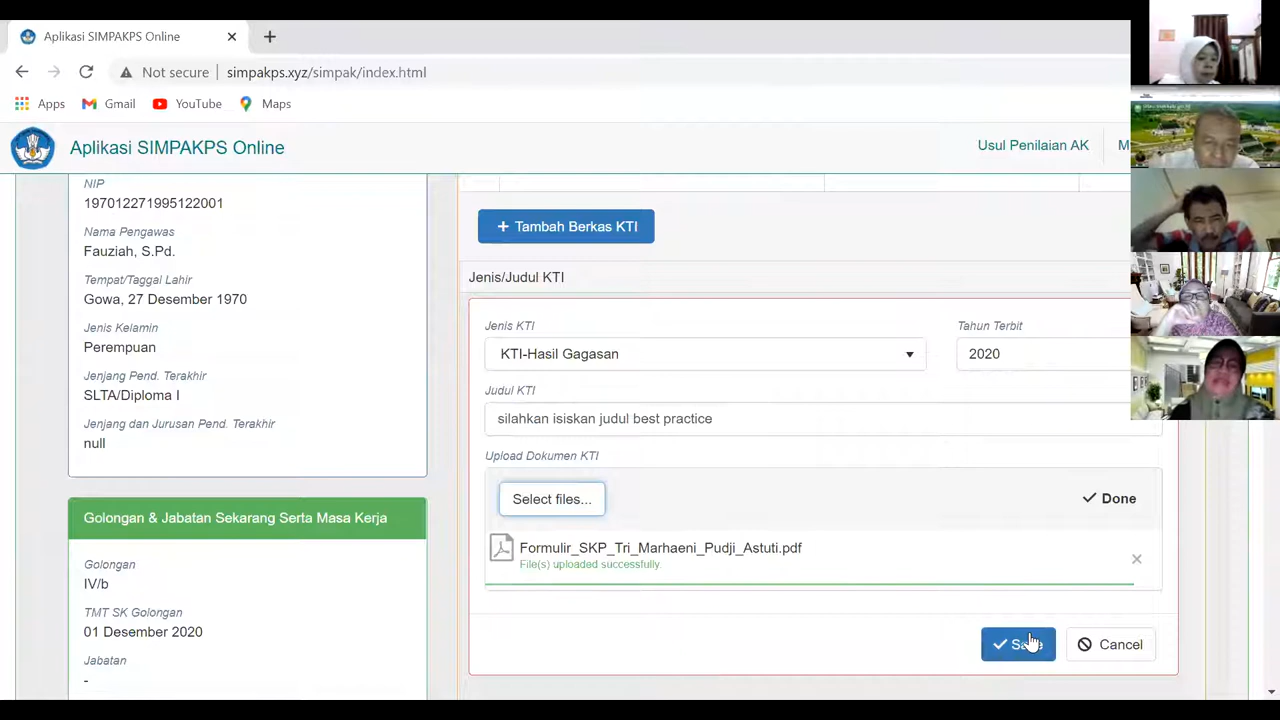 Aplikasi SIMPAKPS Online
Not secure
simpakps.xyz/simpak/index.html
Apps
Gmail
YouTube
Maps
Aplikasi SIMPAKPS Online
Usul Penilaian AK
M
NIP
197012271995122001
Nama Pengawas
Fauziah, S.Pd.
Tempat/Taggal Lahir
Gowa, 27 Desember 1970
Jenis Kelamin
Perempuan
Jenjang Pend. Terakhir
SLTA/Diploma I
Jenjang dan Jurusan Pend. Terakhir
null
Golongan & Jabatan Sekarang Serta Masa Kerja
Golongan
IV/b
TMT SK Golongan
01 Desember 2020
Jabatan
-
+ Tambah Berkas KTI
Jenis/Judul KTI
Jenis KTI
KTI-Hasil Gagasan
Tahun Terbit
2020
Judul KTI
silahkan isiskan judul best practice
Upload Dokumen KTI
Select files...
Done
Formulir_SKP_Tri_Marhaeni_Pudji_Astuti.pdf
File(s) uploaded successfully.
Save
Cancel